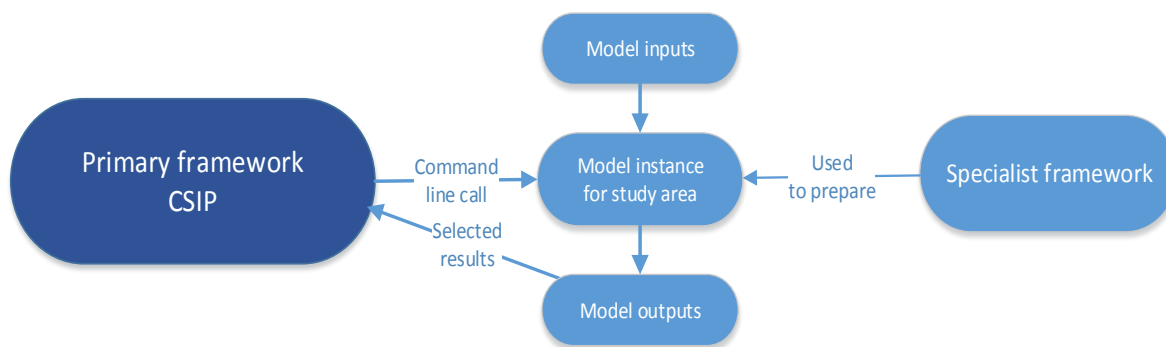 Model inputs
Primary framework
CSIP
Command
line call
Model instance
for study area
Used
to prepare
Specialist framework
Selected
results
Model outputs